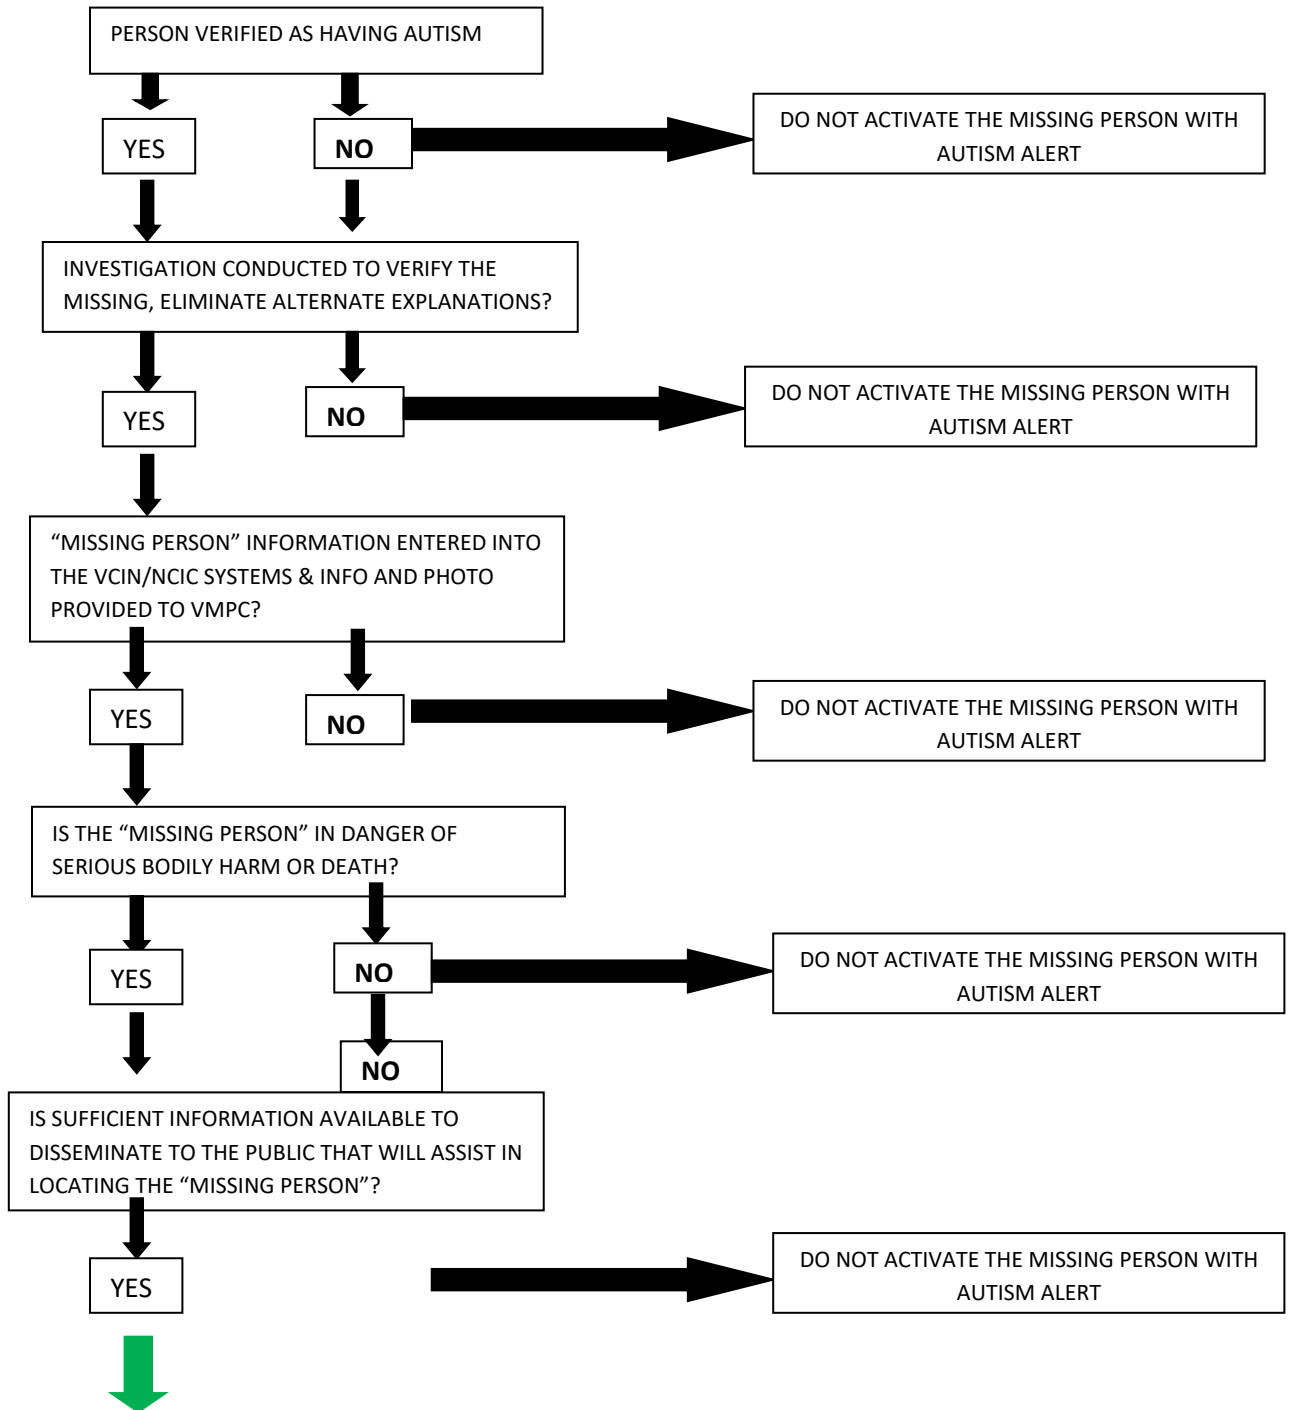 PERSON VERIFIED AS HAVING AUTISM
YES
NO
DO NOT ACTIVATE THE MISSING PERSON WITH
AUTISM ALERT
INVESTIGATION CONDUCTED TO VERIFY THE
MISSING, ELIMINATE ALTERNATE EXPLANATIONS?
YES
NO
DO NOT ACTIVATE THE MISSING PERSON WITH
AUTISM ALERT
“MISSING PERSON” INFORMATION ENTERED INTO
THE VCIN/NCIC SYSTEMS & INFO AND PHOTO
PROVIDED TO VMPC?
YES
NO
DO NOT ACTIVATE THE MISSING PERSON WITH
AUTISM ALERT
IS THE “MISSING PERSON” IN DANGER OF
SERIOUS BODILY HARM OR DEATH?
YES
NO
DO NOT ACTIVATE THE MISSING PERSON WITH
AUTISM ALERT
NO
IS SUFFICIENT INFORMATION AVAILABLE TO
DISSEMINATE TO THE PUBLIC THAT WILL ASSIST IN
LOCATING THE “MISSING PERSON”?
YES
DO NOT ACTIVATE THE MISSING PERSON WITH
AUTISM ALERT